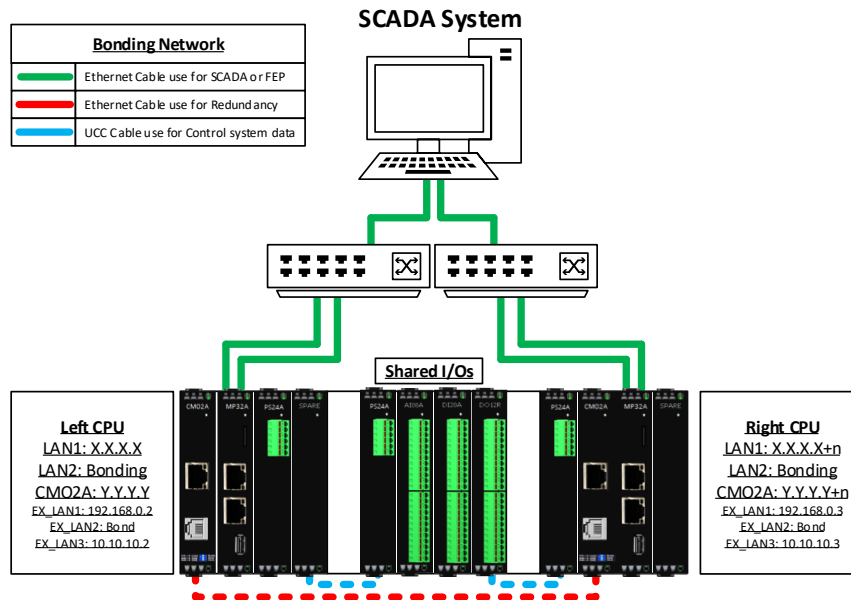 SCADA System
Bonding Network
Ethernet Cable use for SCADA or FEP
Ethernet Cable use for Redundancy
UCC Cable use for Control system data
Shared I/Os
CM02A
MP32A
PS24A
SPARE
PS24A
AI08A
DI20A
DO12R
PS24A
CM02A
MP32A
SPARE
Left CPU
LAN1: X.X.X.X
LAN2: Bonding
CMO2A: Y.Y.Y.Y
EX_LAN1: 192.168.0.2
EX_LAN2: Bond
EX_LAN3: 10.10.10.2
Right CPU
LAN1: X.X.X.X+n
LAN2: Bonding
CMO2A: Y.Y.Y.Y+n
EX_LAN1: 192.168.0.3
EX_LAN2: Bond
EX_LAN3: 10.10.10.3